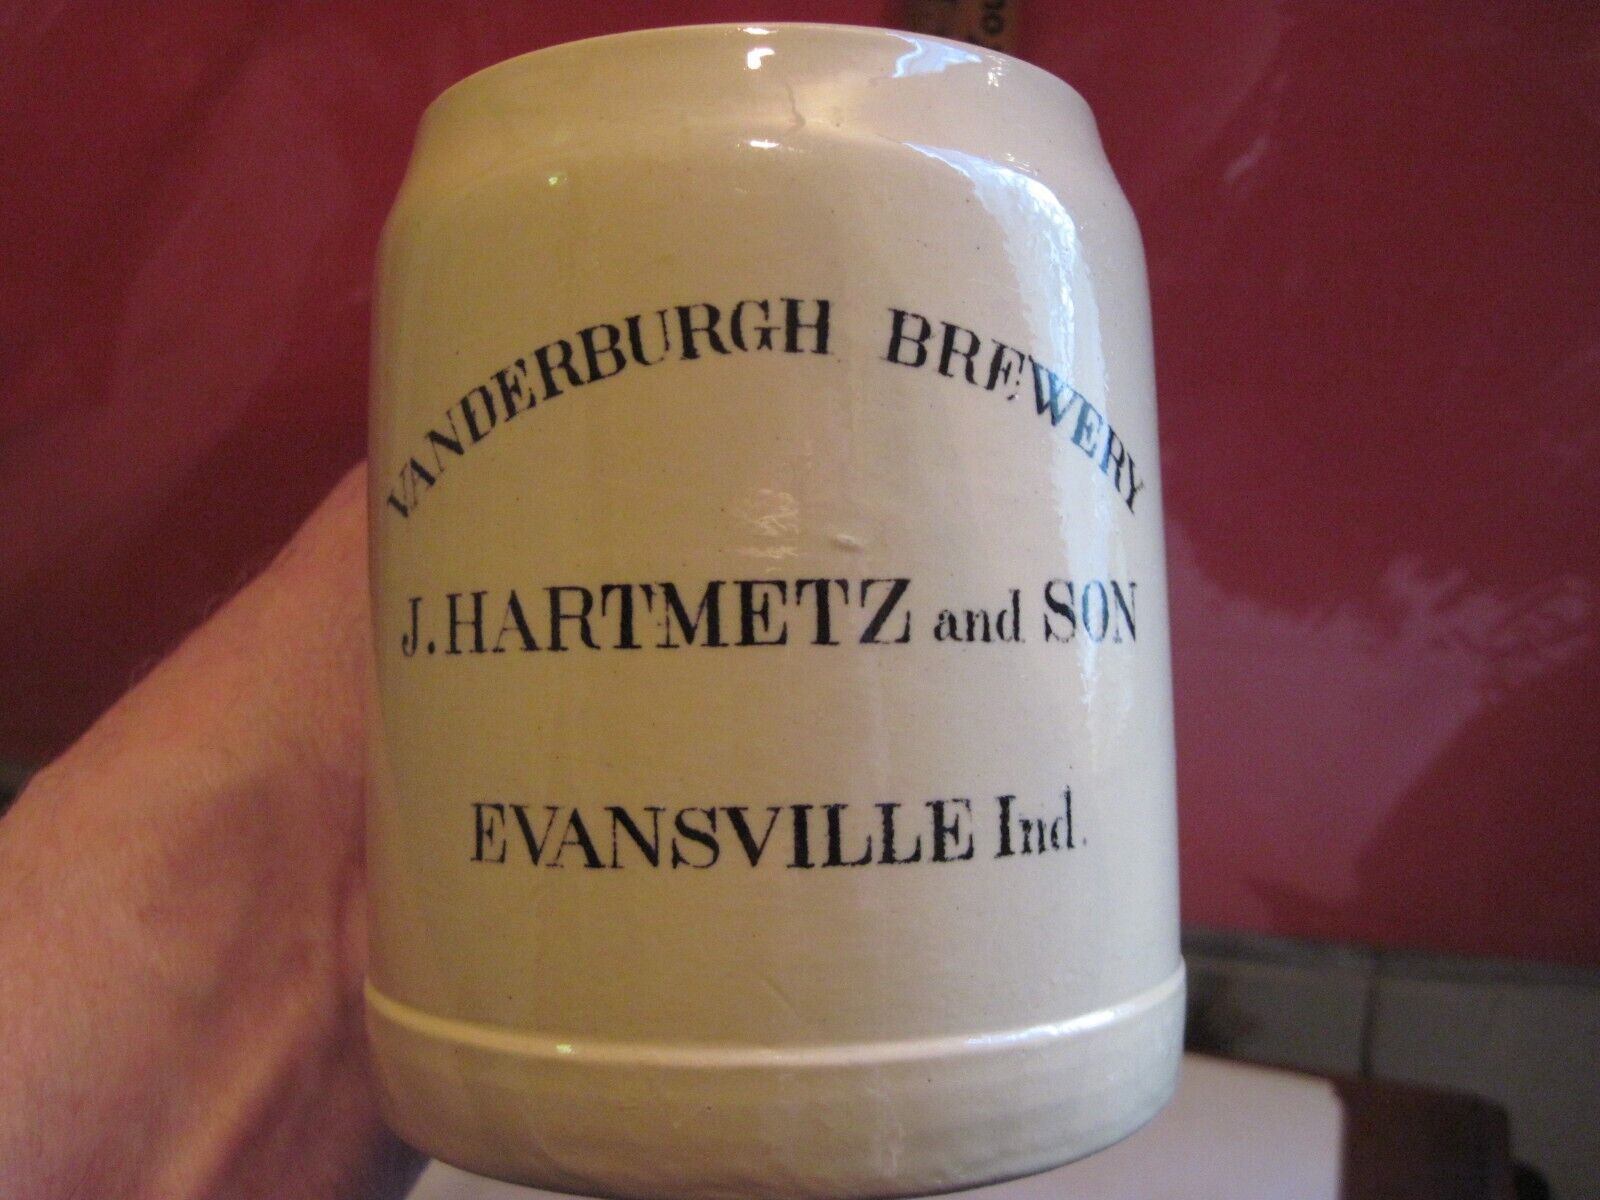 VANDERBURGH BREWERY
J. HARTMETZ and SON
EVANSVILLE Ind.